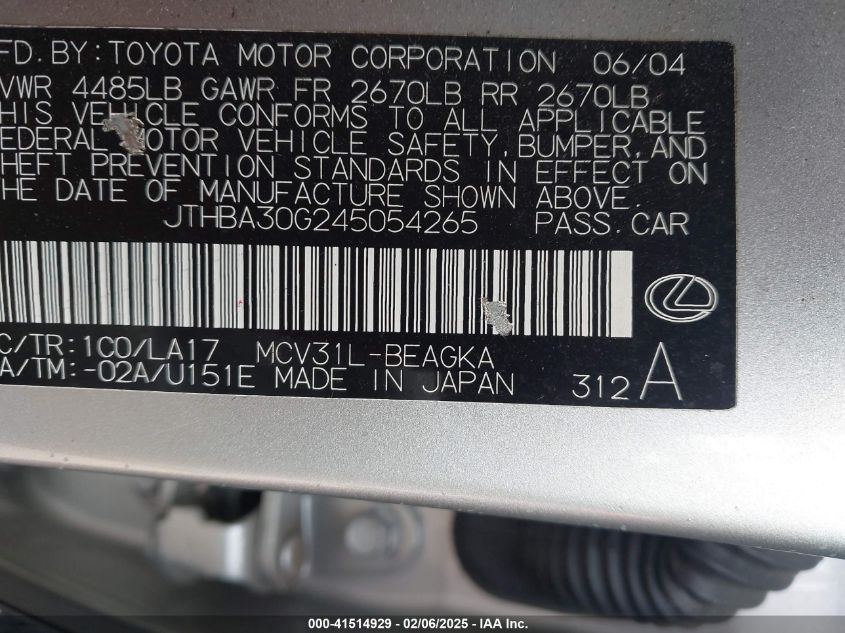 FD. BY: TOYOTA MOTOR CORPORATION 06/04
VWR 4485LB GAWR FR 2670LB RR 2670LB
HIS VEHICLE CONFORMS TO ALL APPLICABLE
EDERAL MOTOR VEHICLE SAFETY, BUMPER, AND
HEFT PREVENTION STANDARDS IN EFFECT ON
HE DATE OF MANUFACTURE SHOWN ABOVE.
JTHBA30G245054265 PASS. CAR
C/TR: 1C0/LA17 MCV31L-BEAGKA
A/TM: -02A/U151E MADE IN JAPAN 312 A
000-41514929 - 02/06/2025 - IAA Inc.